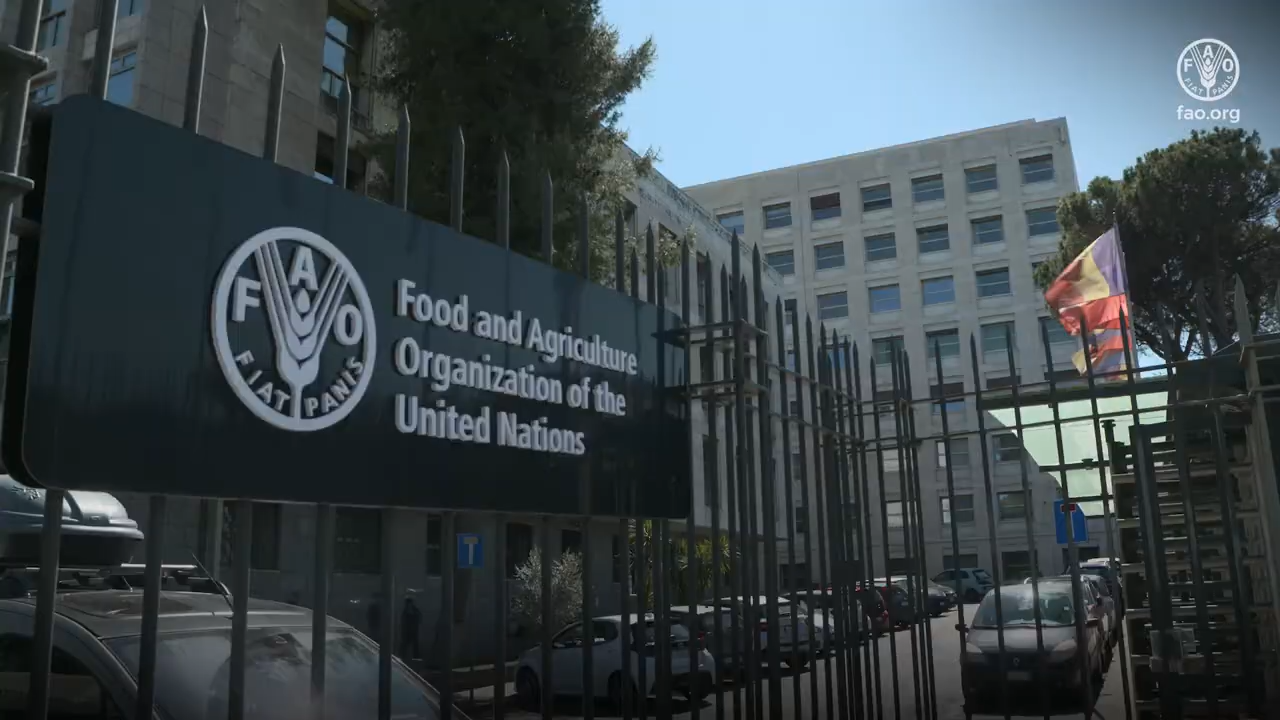 FAO
FIAT PANIS
Food and Agriculture
Organization of the
United Nations
FAO
FIAT PANIS
fao.org